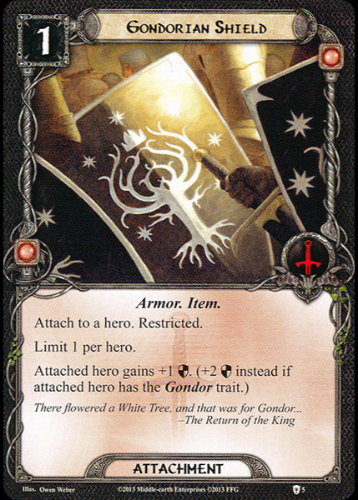 1
GONDORIAN SHIELD
Armor. Item.
Attach to a hero. Restricted.
Limit 1 per hero.
Attached hero gains +1 . (+2 instead if
attached hero has the Gondor trait.)
There flowered a White Tree, and that was for Gondor...
–The Return of the King
ATTACHMENT
Illus. Owen Weber
©2013 Middle-earth Enterprises ©2013 FFG
5